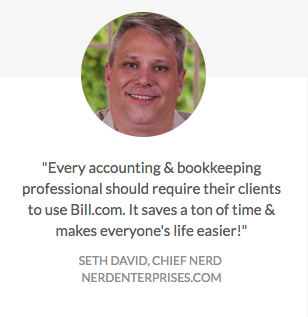 "Every accounting & bookkeeping
professional should require their clients
to use Bill.com. It saves a ton of time &
makes everyone's life easier!"
SETH DAVID, CHIEF NERD
NERDENTERPRISES.COM